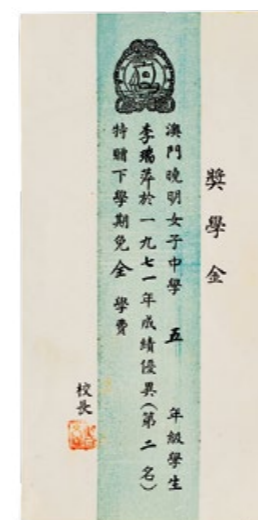 獎學金
澳門曉明女子中學 五 年級學生
李瑞萍於一九七一年成績優異(第二名)
特贈下學期免全學費
校長